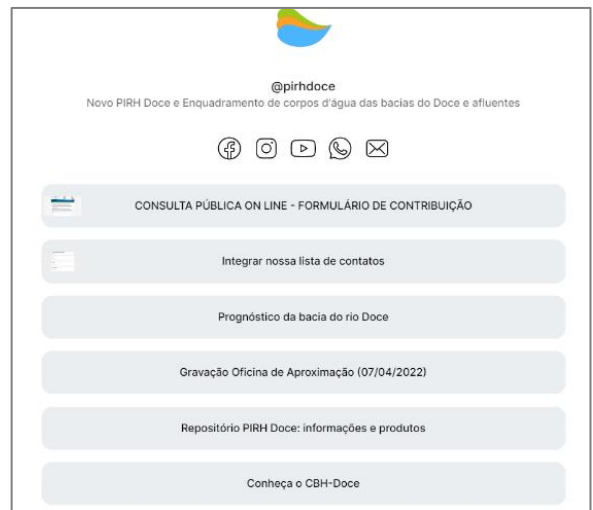 @pirhdoce
Novo PIRH Doce e Enquadramento de corpos d'água das bacias do Doce e afluentes
CONSULTA PÚBLICA ON LINE - FORMULÁRIO DE CONTRIBUIÇÃO
Integrar nossa lista de contatos
Prognóstico da bacia do rio Doce
Gravação Oficina de Aproximação (07/04/2022)
Repositório PIRH Doce: informações e produtos
Conheça o CBH-Doce